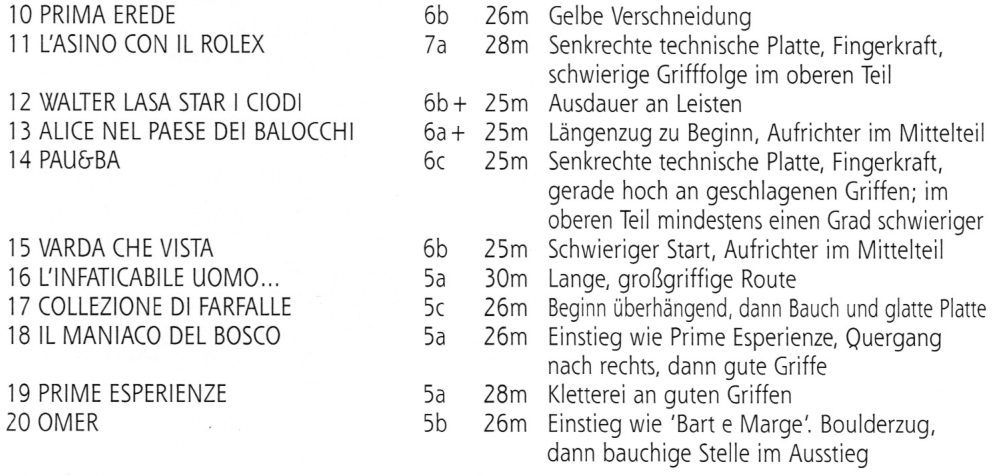 10 PRIMA EREDE 6b 26m Gelbe Verschneidung
11 L'ASINO CON IL ROLEX 7a 28m Senkrechte technische Platte, Fingerkraft,
schwierige Grifffolge im oberen Teil
12 WALTER LASA STAR I CIODI 6b+ 25m Ausdauer an Leisten
13 ALICE NEL PAESE DEI BALOCCHI 6a+ 25m Längenzug zu Beginn, Aufrichter im Mittelteil
14 PAU&BA 6c 25m Senkrechte technische Platte, Fingerkraft,
gerade hoch an geschlagenen Griffen; im
oberen Teil mindestens einen Grad schwieriger
15 VARDA CHE VISTA 6b 25m Schwieriger Start, Aufrichter im Mittelteil
16 L'INFATICABILE UOMO... 5a 30m Lange, großgriffige Route
17 COLLEZIONE DI FARFALLE 5c 26m Beginn überhängend, dann Bauch und glatte Platte
18 IL MANIACO DEL BOSCO 5a 26m Einstieg wie Prime Esperienze, Quergang
nach rechts, dann gute Griffe
19 PRIME ESPERIENZE 5a 28m Kletterei an guten Griffen
20 OMER 5b 26m Einstieg wie 'Bart e Marge'. Boulderzug,
dann bauchige Stelle im Ausstieg